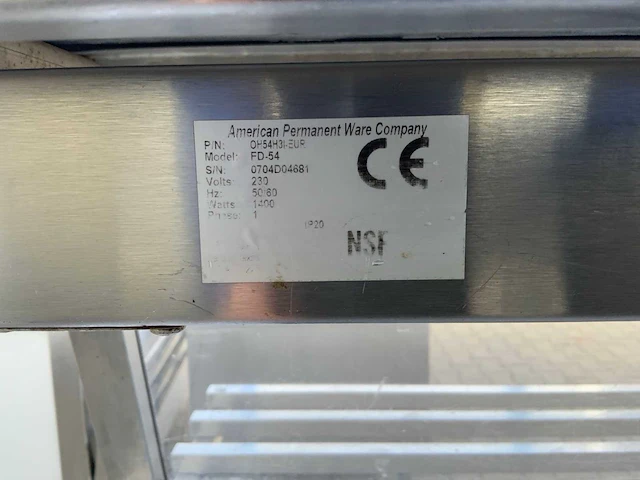 American Permanent Ware Company
P/N: OH54H3I-EUR
Model: FD-54
S/N: 0704D04681
Volts: 230
Hz: 50/60
Watts: 1400
Phase: 1
CE
IP20
NSF